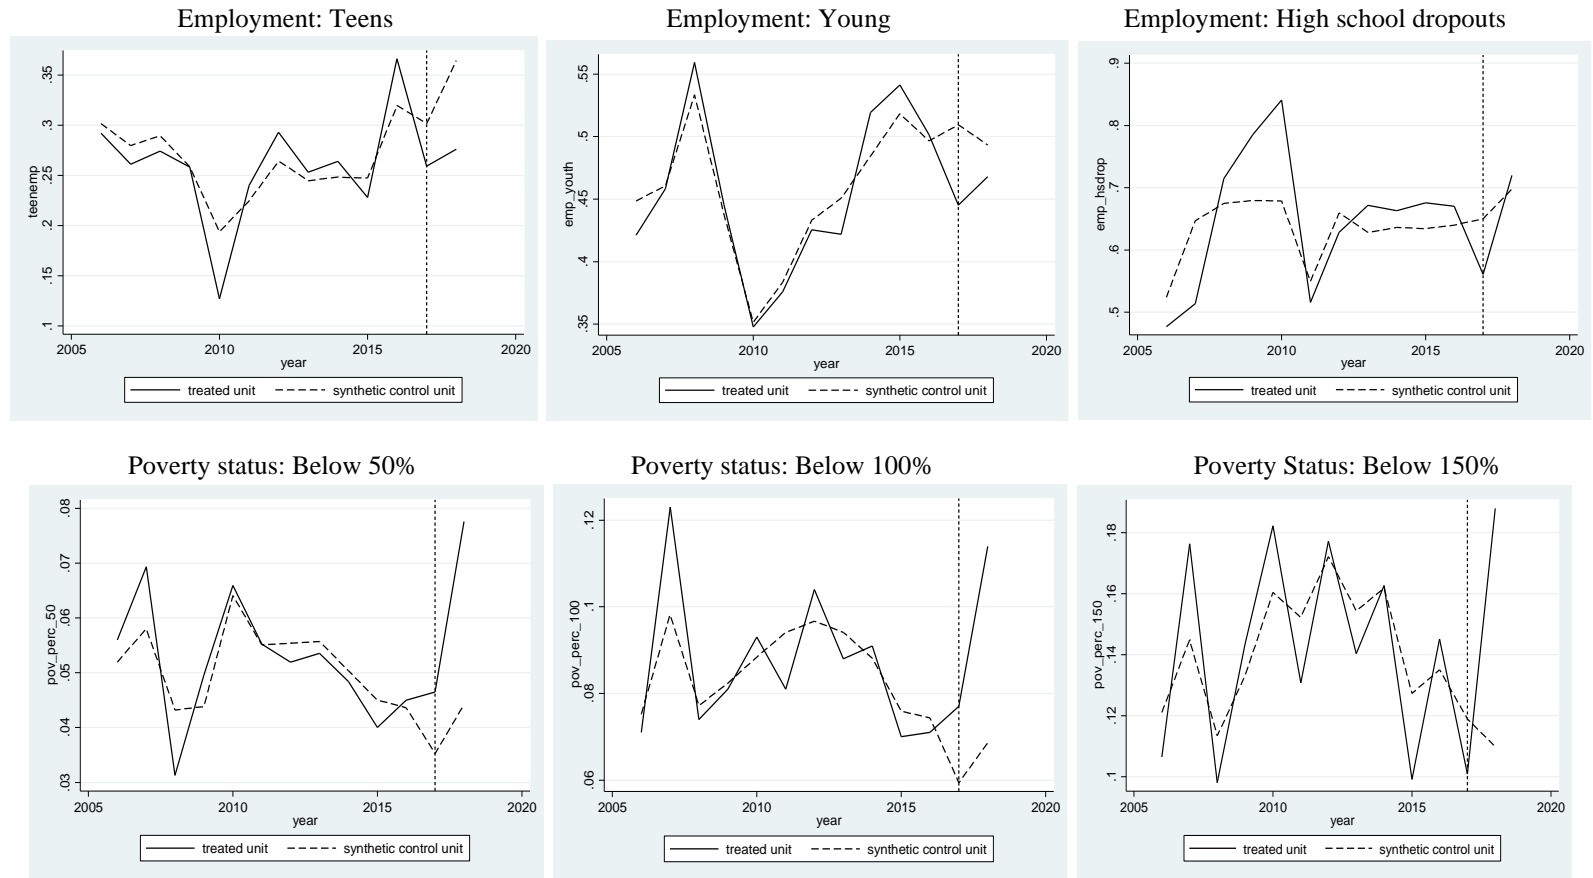 Employment: Teens
.35
.3
.25
.2
.15
.1
teenemp
2005 2010 2015 2020
year
treated unit synthetic control unit
Employment: Young
.55
.5
.45
.4
.35
emp_youth
2005 2010 2015 2020
year
treated unit synthetic control unit
Employment: High school dropouts
.9
.8
.7
.6
.5
emp_hsdrop
2005 2010 2015 2020
year
treated unit synthetic control unit
Poverty status: Below 50%
.08
.07
.06
.05
.04
.03
pov_perc_50
2005 2010 2015 2020
year
treated unit synthetic control unit
Poverty status: Below 100%
.12
.1
.08
.06
pov_perc_100
2005 2010 2015 2020
year
treated unit synthetic control unit
Poverty Status: Below 150%
.18
.16
.14
.12
.1
pov_perc_150
2005 2010 2015 2020
year
treated unit synthetic control unit